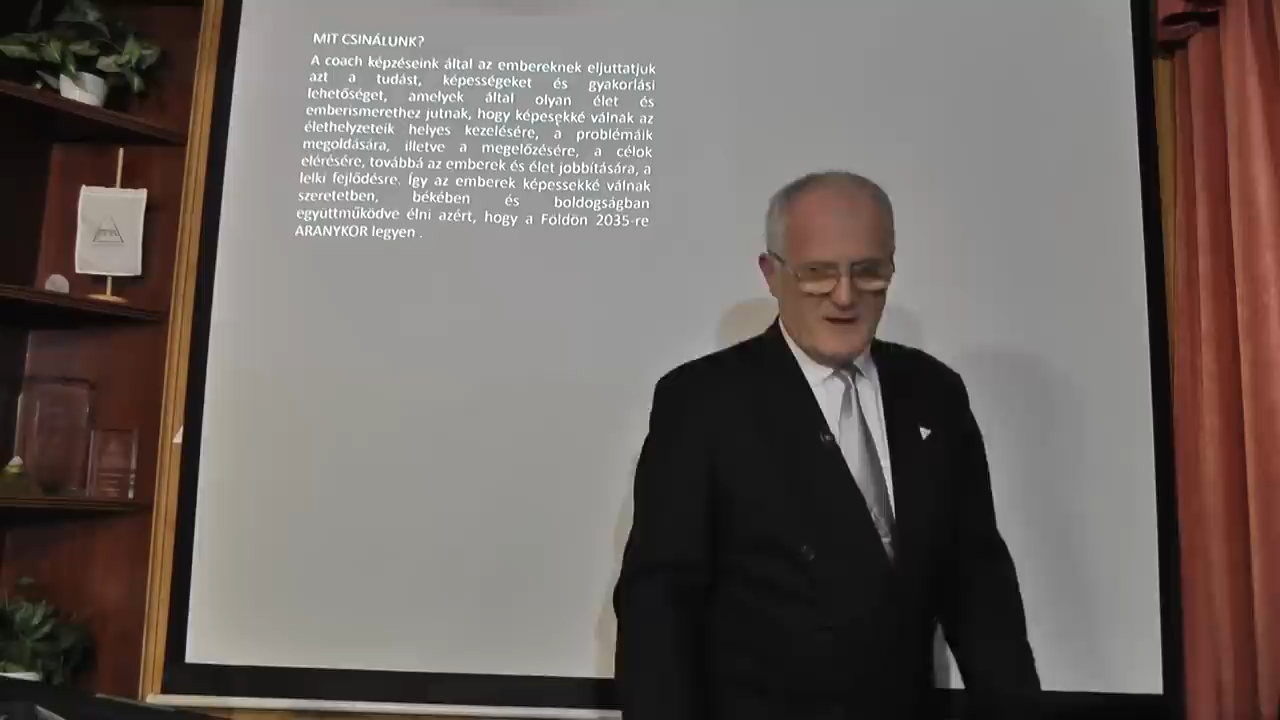 MIT CSINÁLUNK?
A coach képzéseink által az embereknek eljuttatjuk
azt a tudást, képességeket és gyakorlási
lehetőséget, amelyek által olyan élet és
emberismerethez jutnak, hogy képesékké válnak az
élethelyzeteik helyes kezelésére, a problémáik
megoldására, illetve a megelőzésére, a célok
elérésére, továbbá az emberek és élet jobbítására, a
lelki fejlődésre. Így az emberek képessekké válnak
szeretetben, békében és boldogságban
együttműködve élni azért, hogy a Földön 2035-re
ARANYKOR legyen .